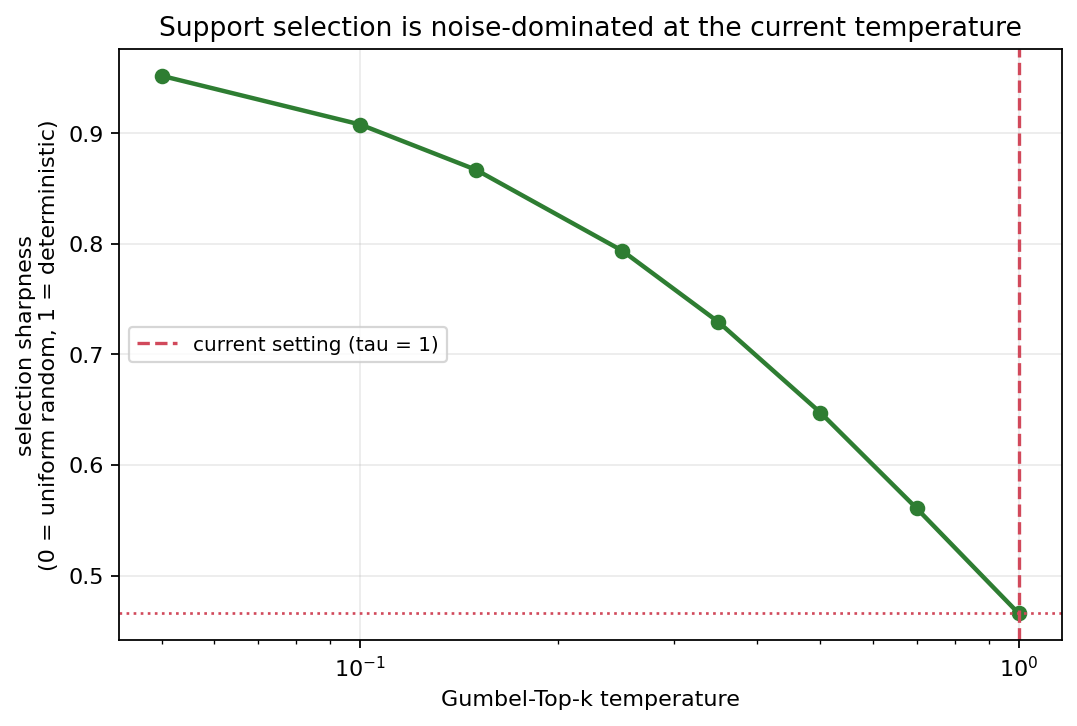 Support selection is noise-dominated at the current temperature
selection sharpness
(0 = uniform random, 1 = deterministic)
0.9
0.8
0.7
0.6
0.5
current setting (tau = 1)
10⁻¹
10⁰
Gumbel-Top-k temperature